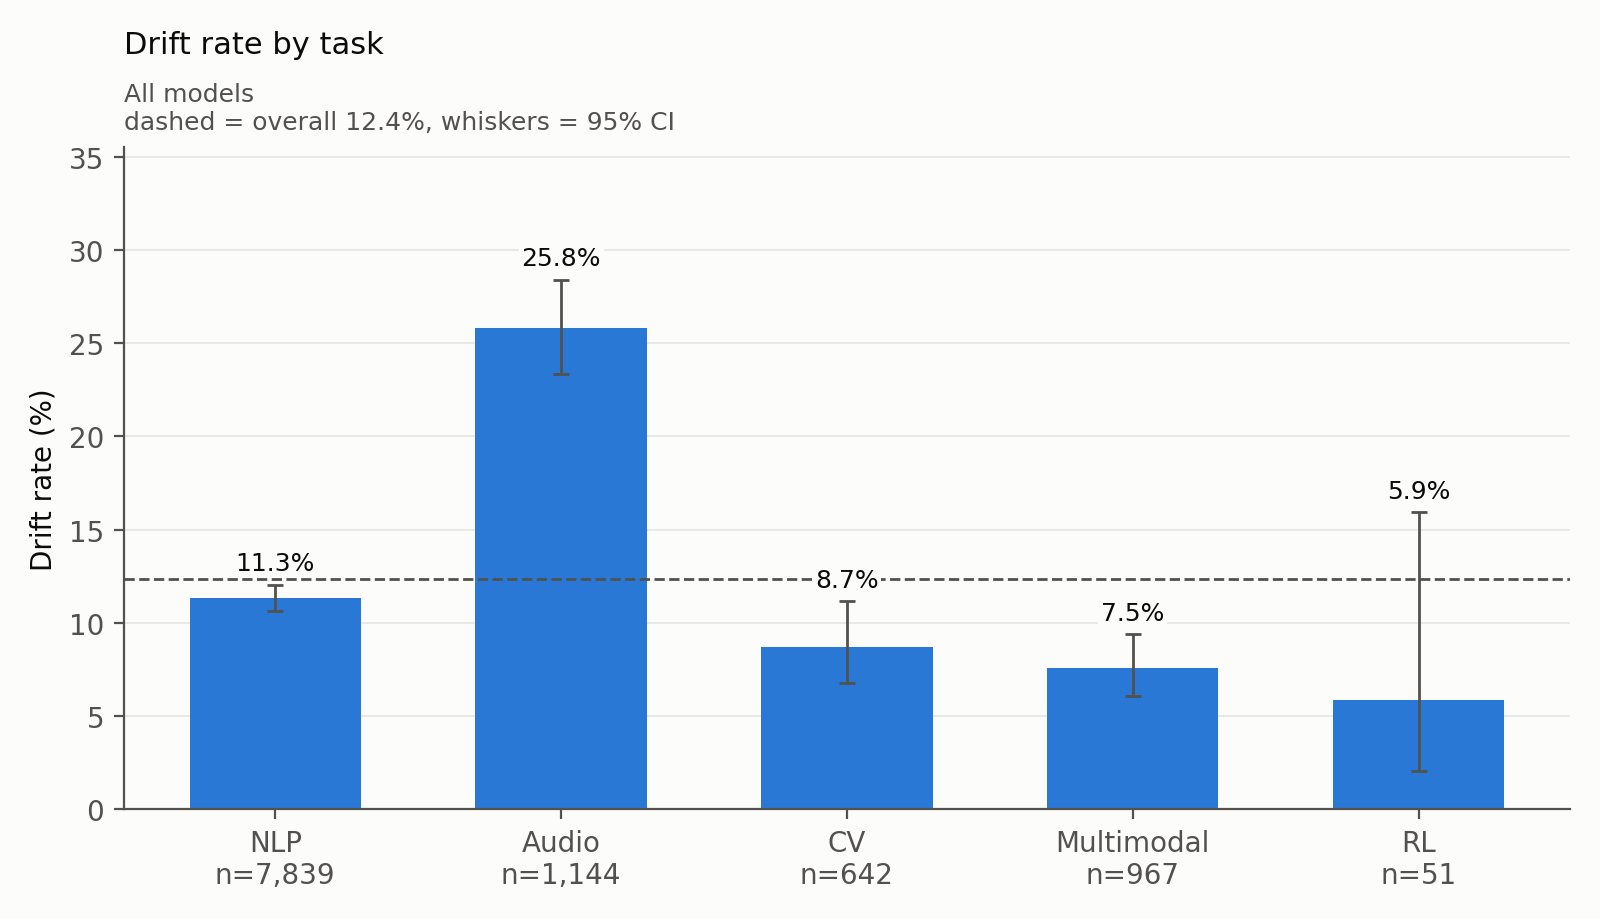 Drift rate by task
All models
dashed = overall 12.4%, whiskers = 95% CI
Drift rate (%)
35
30
25
20
15
10
5
0
11.3%
25.8%
8.7%
7.5%
5.9%
NLP
n=7,839
Audio
n=1,144
CV
n=642
Multimodal
n=967
RL
n=51